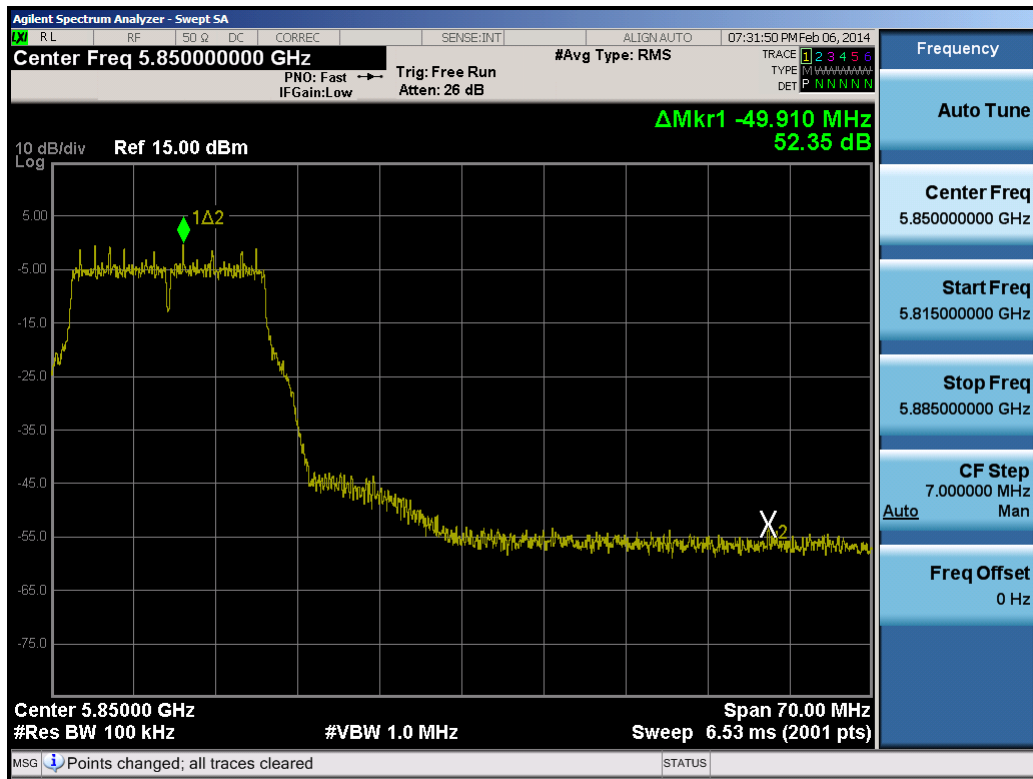 Agilent Spectrum Analyzer - Swept SA
LXI RL RF 50 Ω DC CORREC SENSE:INT ALIGNAUTO 07:31:50 PM Feb 06, 2014
Center Freq 5.850000000 GHz
#Avg Type: RMS
TRACE 1 2 3 4 5 6
PNO: Fast
Trig: Free Run
TYPE M W W W W W
IFGain:Low
Atten: 26 dB
DET P N N N N N
ΔMkr1 -49.910 MHz
52.35 dB
10 dB/div Ref 15.00 dBm
Log
5.00
1Δ2
-5.00
-15.0
-25.0
-35.0
-45.0
-55.0
2
-65.0
-75.0
Center 5.85000 GHz Span 70.00 MHz
#Res BW 100 kHz #VBW 1.0 MHz Sweep 6.53 ms (2001 pts)
MSG Points changed; all traces cleared STATUS
Frequency
Auto Tune
Center Freq
5.850000000 GHz
Start Freq
5.815000000 GHz
Stop Freq
5.885000000 GHz
CF Step
7.000000 MHz
Auto Man
Freq Offset
0 Hz